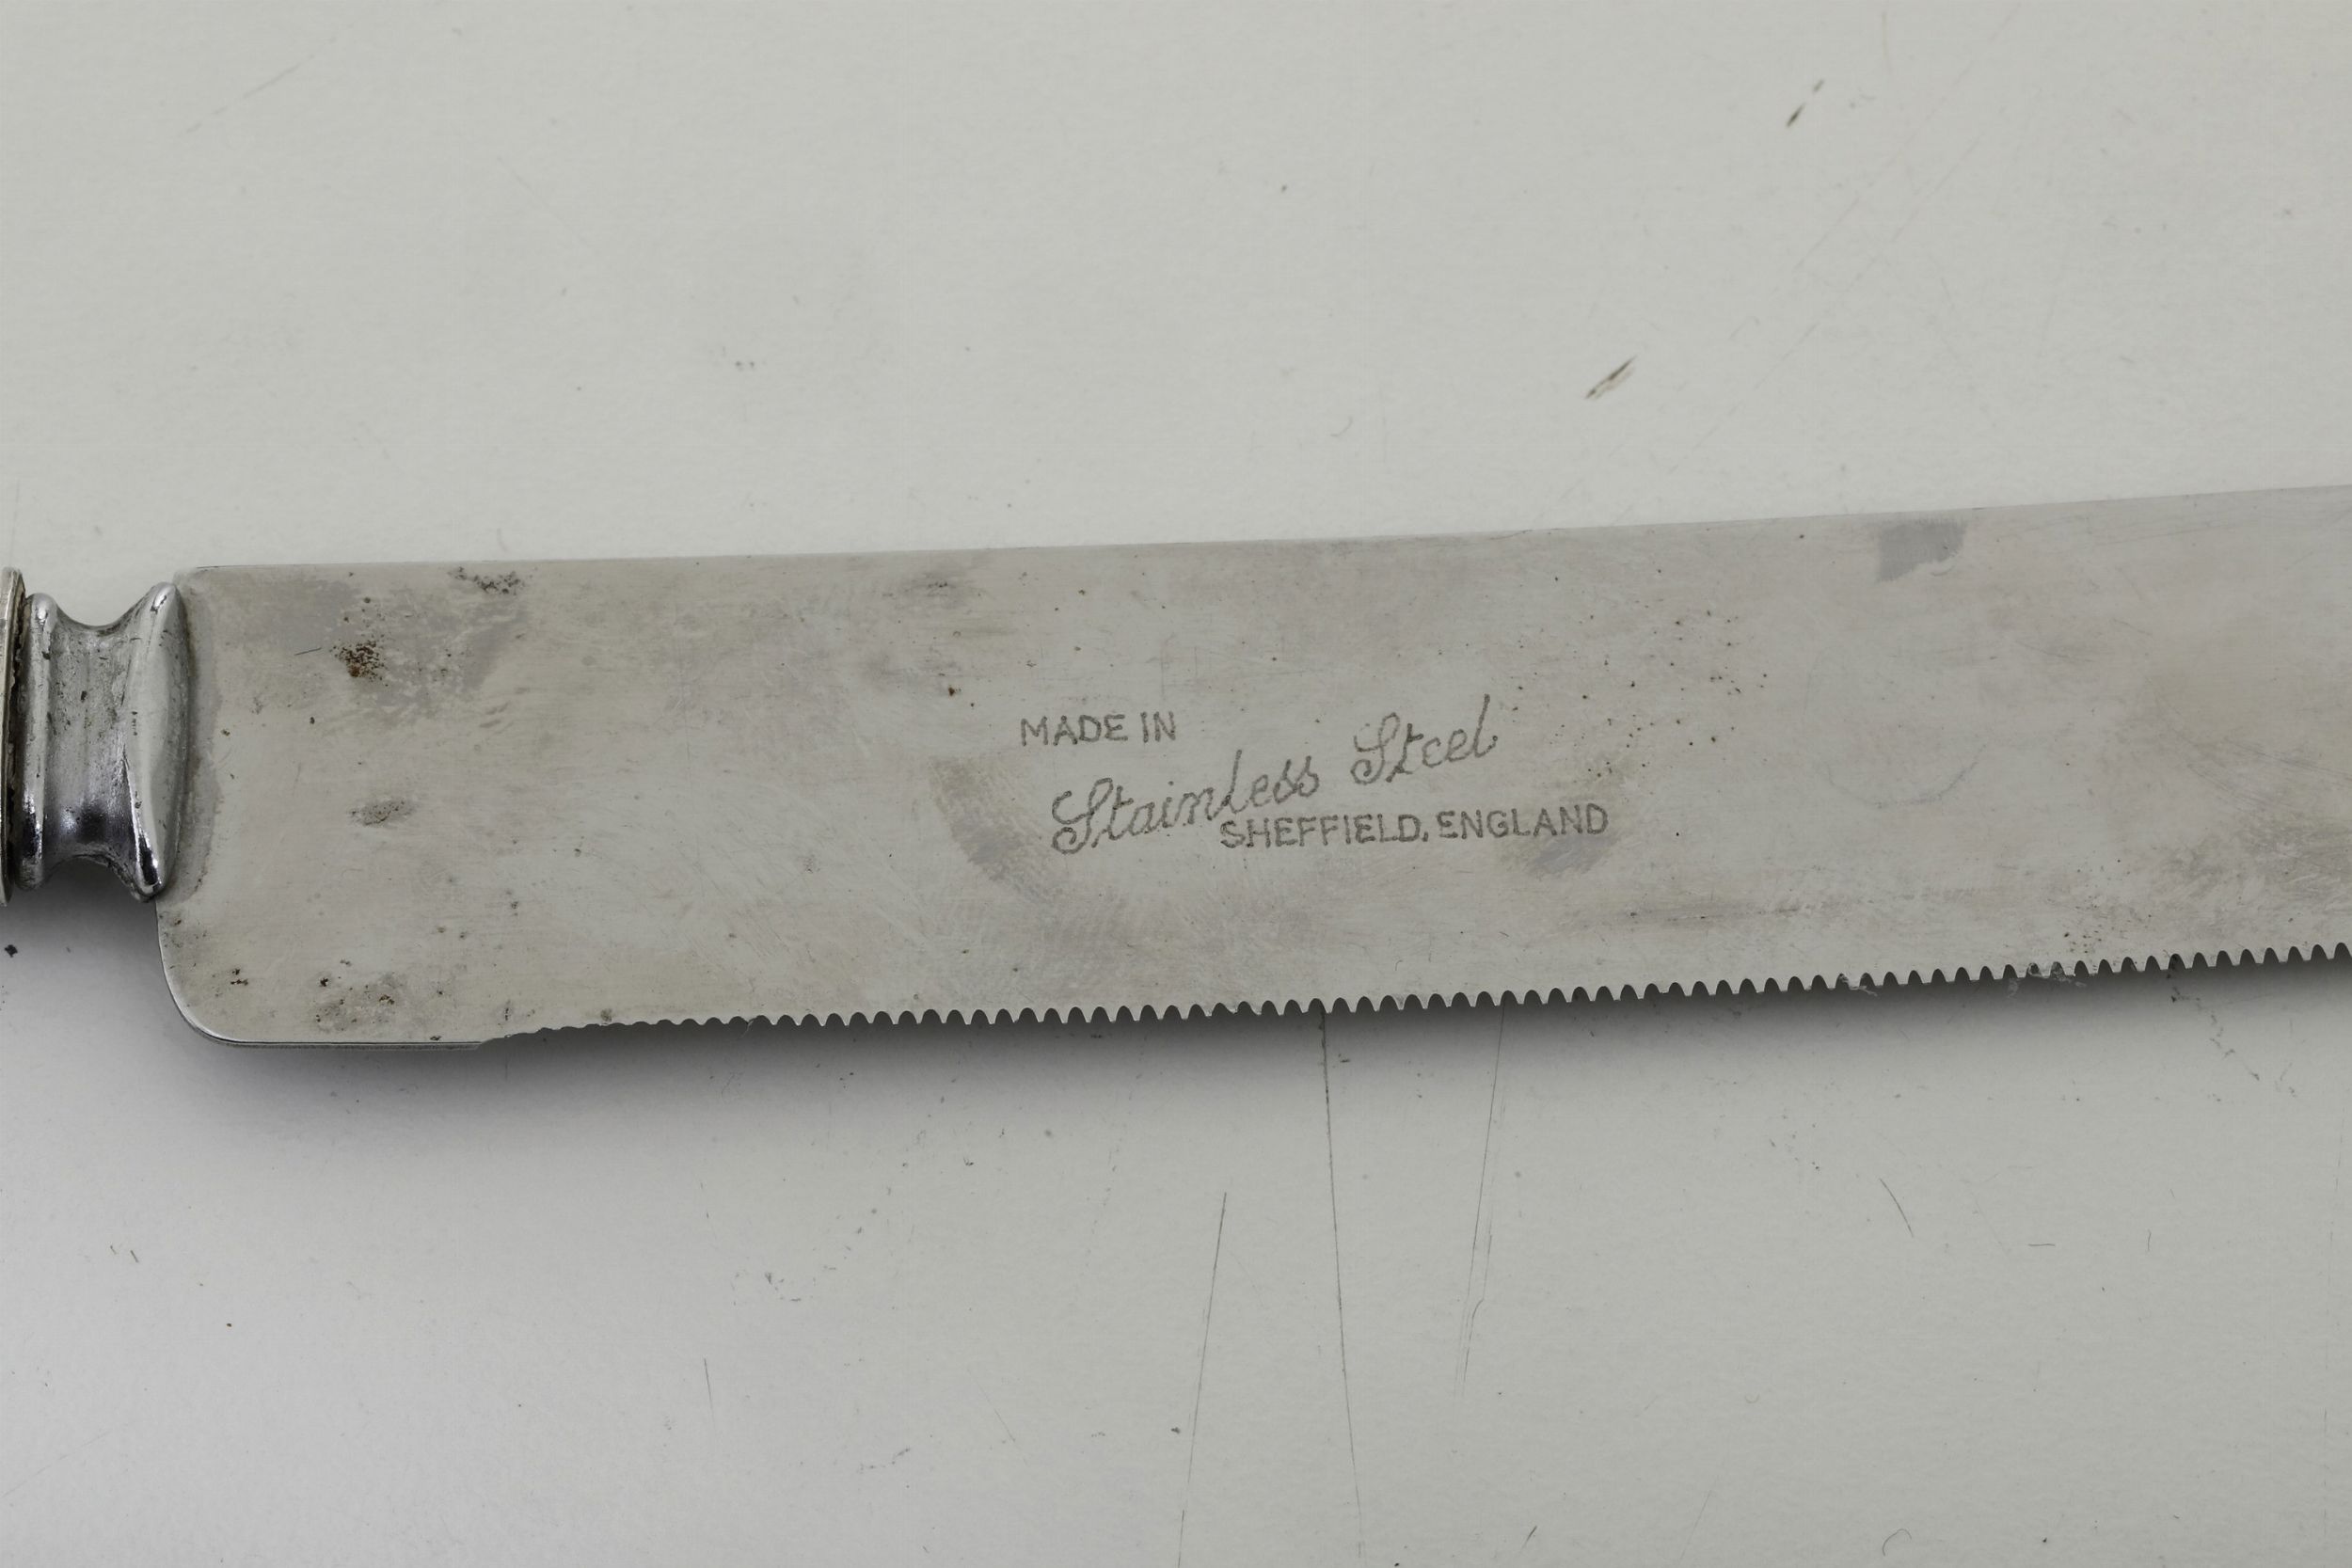 MADE IN
Stainless Steel
SHEFFIELD, ENGLAND